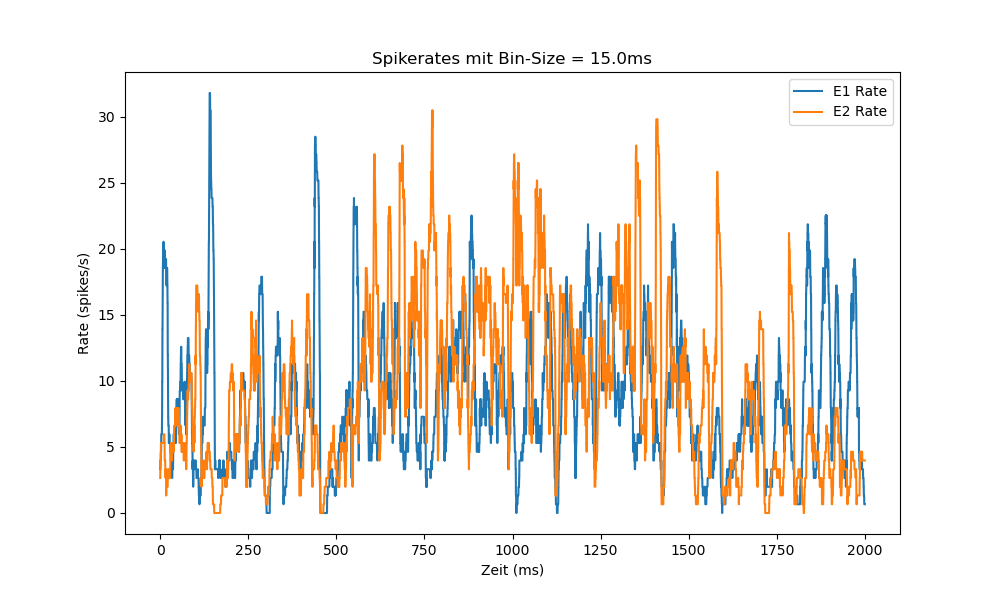 Spikerates mit Bin-Size = 15.0ms
E1 Rate
E2 Rate
Rate (spikes/s)
30
25
20
15
10
5
0
0 250 500 750 1000 1250 1500 1750 2000
Zeit (ms)